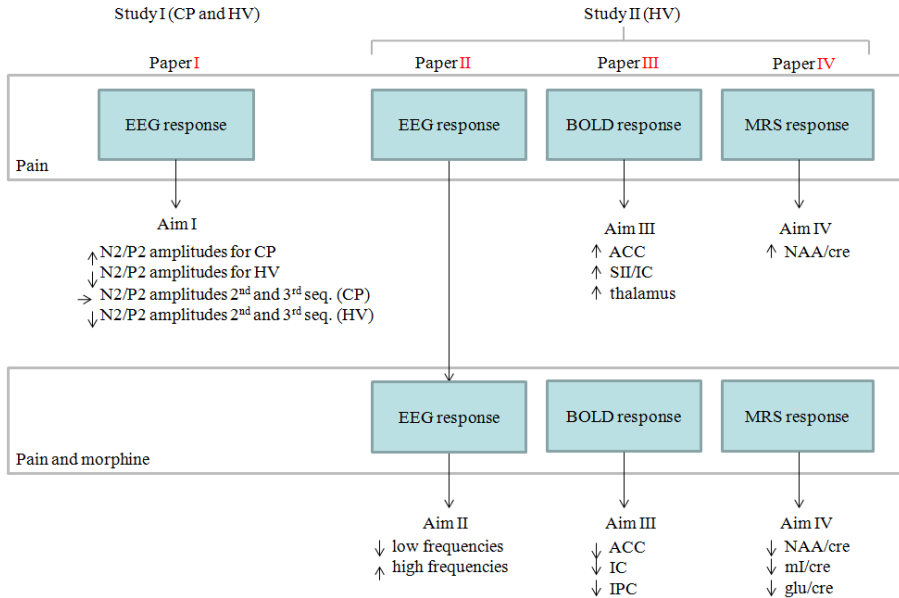 Study I (CP and HV)
Study II (HV)
Paper I
Paper II
Paper III
Paper IV
EEG response
EEG response
BOLD response
MRS response
Pain
Aim I
↑ N2/P2 amplitudes for CP
↓ N2/P2 amplitudes for HV
→ N2/P2 amplitudes 2nd and 3rd seq. (CP)
↓ N2/P2 amplitudes 2nd and 3rd seq. (HV)
Aim III
↑ ACC
↑ SII/IC
↑ thalamus
Aim IV
↑ NAA/cre
EEG response
BOLD response
MRS response
Pain and morphine
Aim II
↓ low frequencies
↑ high frequencies
Aim III
↓ ACC
↓ IC
↓ IPC
Aim IV
↓ NAA/cre
↓ mI/cre
↓ glu/cre